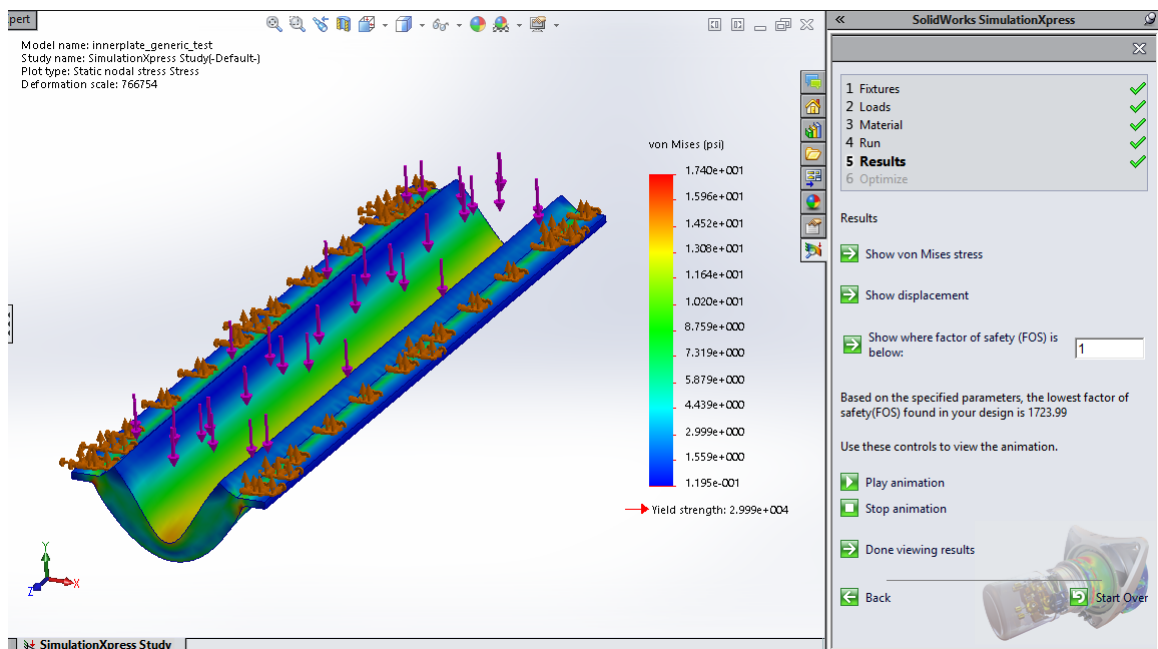 pert
Model name: innerplate_generic_test
Study name: SimulationXpress Study(-Default-)
Plot type: Static nodal stress Stress
Deformation scale: 766754
von Mises (psi)
1.740e+001
1.596e+001
1.452e+001
1.308e+001
1.164e+001
1.020e+001
8.759e+000
7.319e+000
5.879e+000
4.439e+000
2.999e+000
1.559e+000
1.195e-001
Yield strength: 2.999e+004
Y
X
Z
SimulationXpress Study
SolidWorks SimulationXpress
1 Fixtures
2 Loads
3 Material
4 Run
5 Results
6 Optimize
Results
Show von Mises stress
Show displacement
Show where factor of safety (FOS) is
below:
1
Based on the specified parameters, the lowest factor of
safety(FOS) found in your design is 1723.99
Use these controls to view the animation.
Play animation
Stop animation
Done viewing results
Back
Start Over